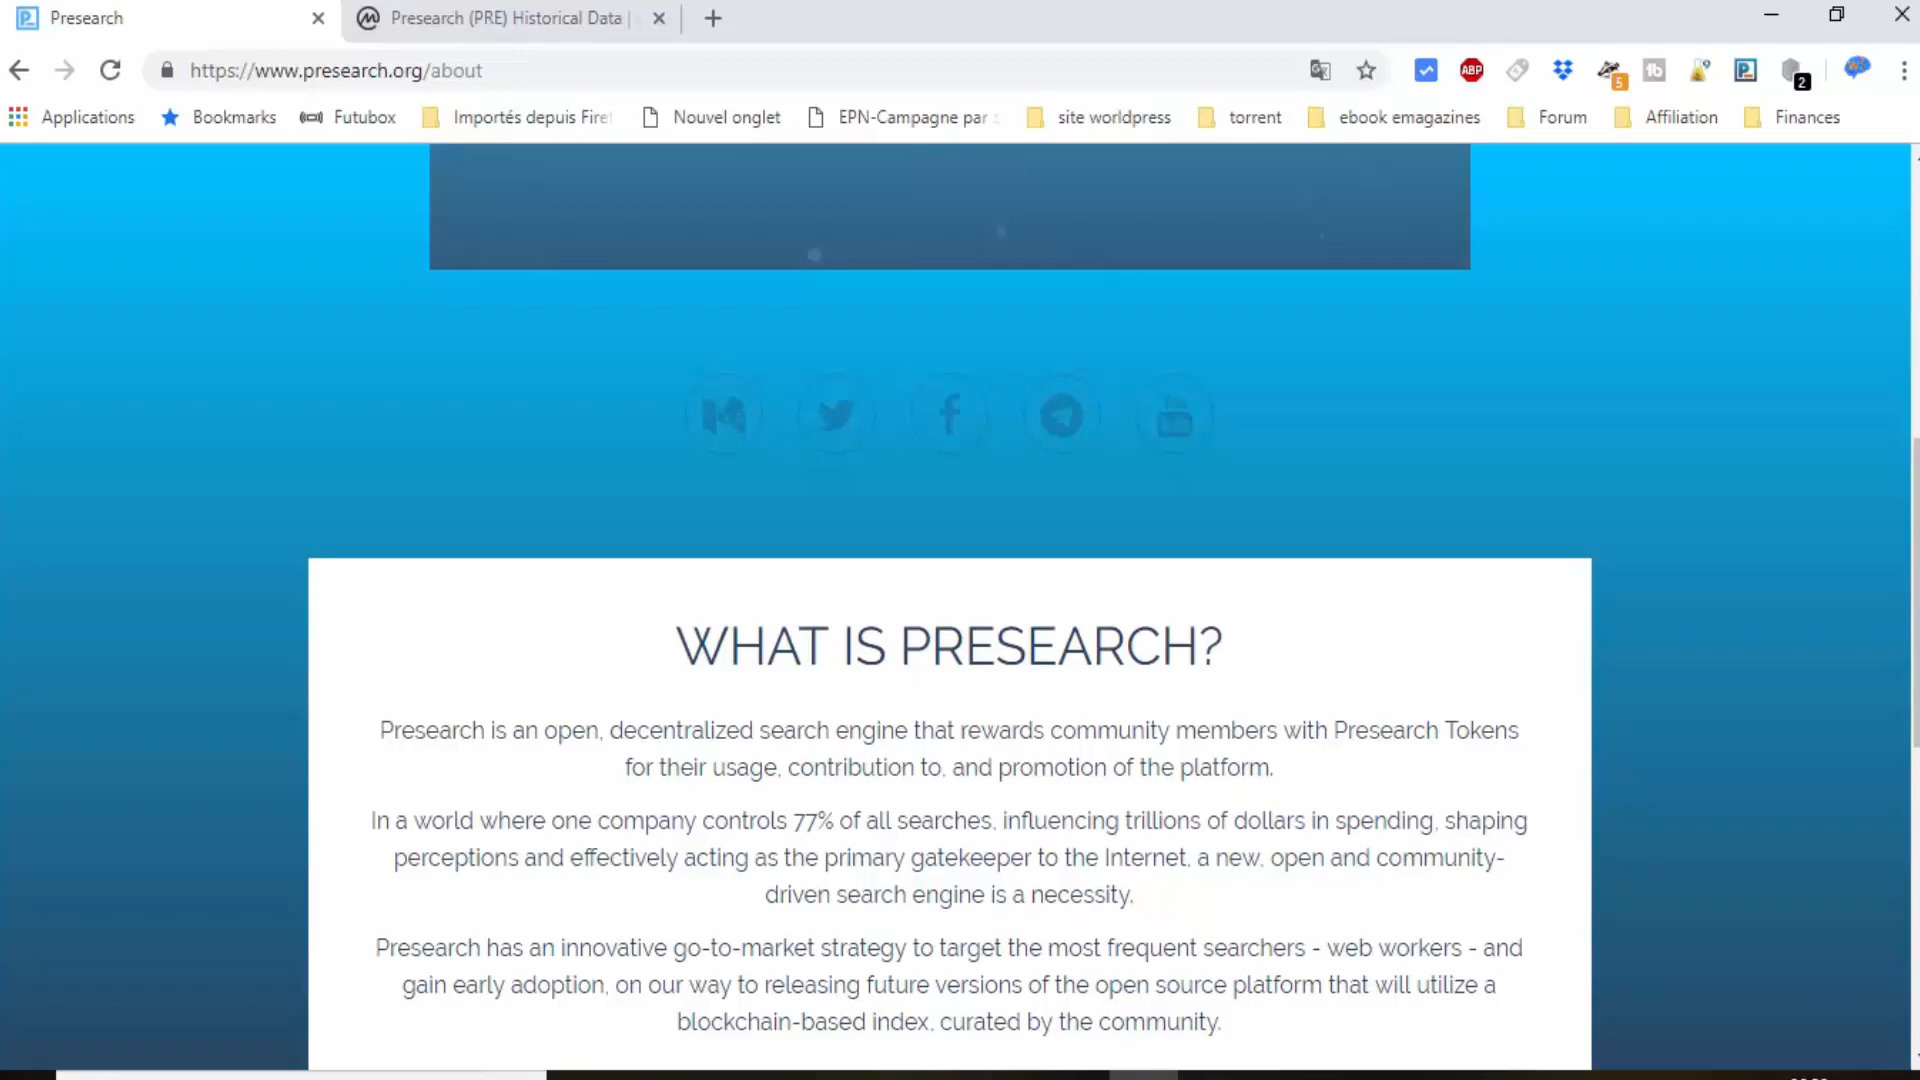 Presearch
Presearch (PRE) Historical Data |
https://www.presearch.org/about
ABP
5
2
Applications
Bookmarks
Futubox
Importés depuis Firef
Nouvel onglet
EPN-Campagne par
site worldpress
torrent
ebook emagazines
Forum
Affiliation
Finances
WHAT IS PRESEARCH?
Presearch is an open, decentralized search engine that rewards community members with Presearch Tokens
for their usage, contribution to, and promotion of the platform.
In a world where one company controls 77% of all searches, influencing trillions of dollars in spending, shaping
perceptions and effectively acting as the primary gatekeeper to the Internet, a new, open and community-
driven search engine is a necessity.
Presearch has an innovative go-to-market strategy to target the most frequent searchers - web workers - and
gain early adoption, on our way to releasing future versions of the open source platform that will utilize a
blockchain-based index, curated by the community.